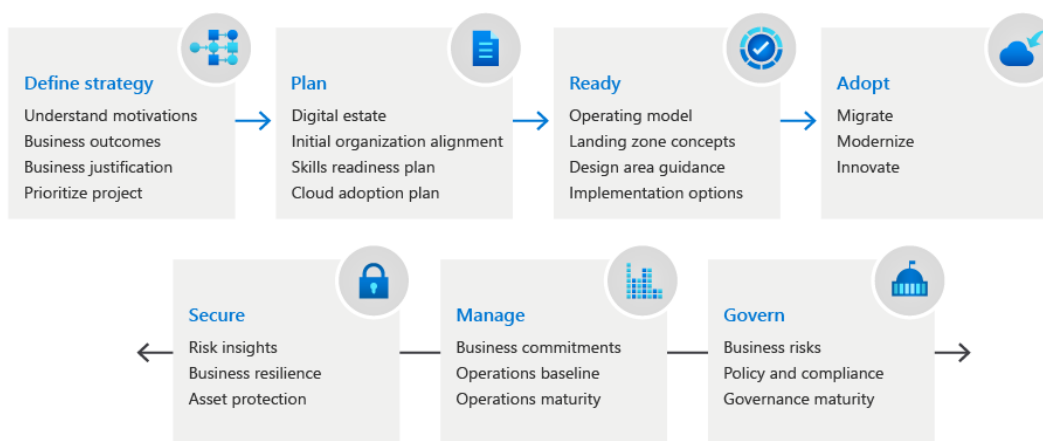 Define strategy
Understand motivations
Business outcomes
Business justification
Prioritize project
Plan
Digital estate
Initial organization alignment
Skills readiness plan
Cloud adoption plan
Ready
Operating model
Landing zone concepts
Design area guidance
Implementation options
Adopt
Migrate
Modernize
Innovate
Secure
Risk insights
Business resilience
Asset protection
Manage
Business commitments
Operations baseline
Operations maturity
Govern
Business risks
Policy and compliance
Governance maturity